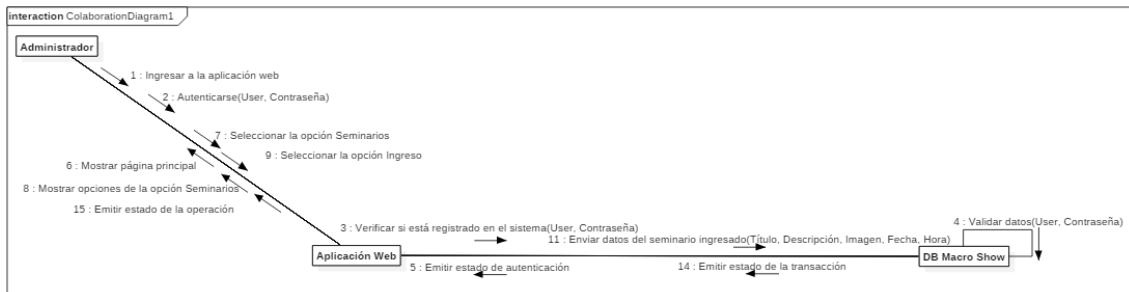 interaction ColaborationDiagram1
Administrador
1 : Ingresar a la aplicación web
2 : Autenticarse(User, Contraseña)
7 : Seleccionar la opción Seminarios
9 : Seleccionar la opción Ingreso
6 : Mostrar página principal
8 : Mostrar opciones de la opción Seminarios
15 : Emitir estado de la operación
3 : Verificar si está registrado en el sistema(User, Contraseña)
4 : Validar datos(User, Contraseña)
11 : Enviar datos del seminario ingresado(Título, Descripción, Imagen, Fecha, Hora)
Aplicación Web
DB Macro Show
5 : Emitir estado de autenticación
14 : Emitir estado de la transacción